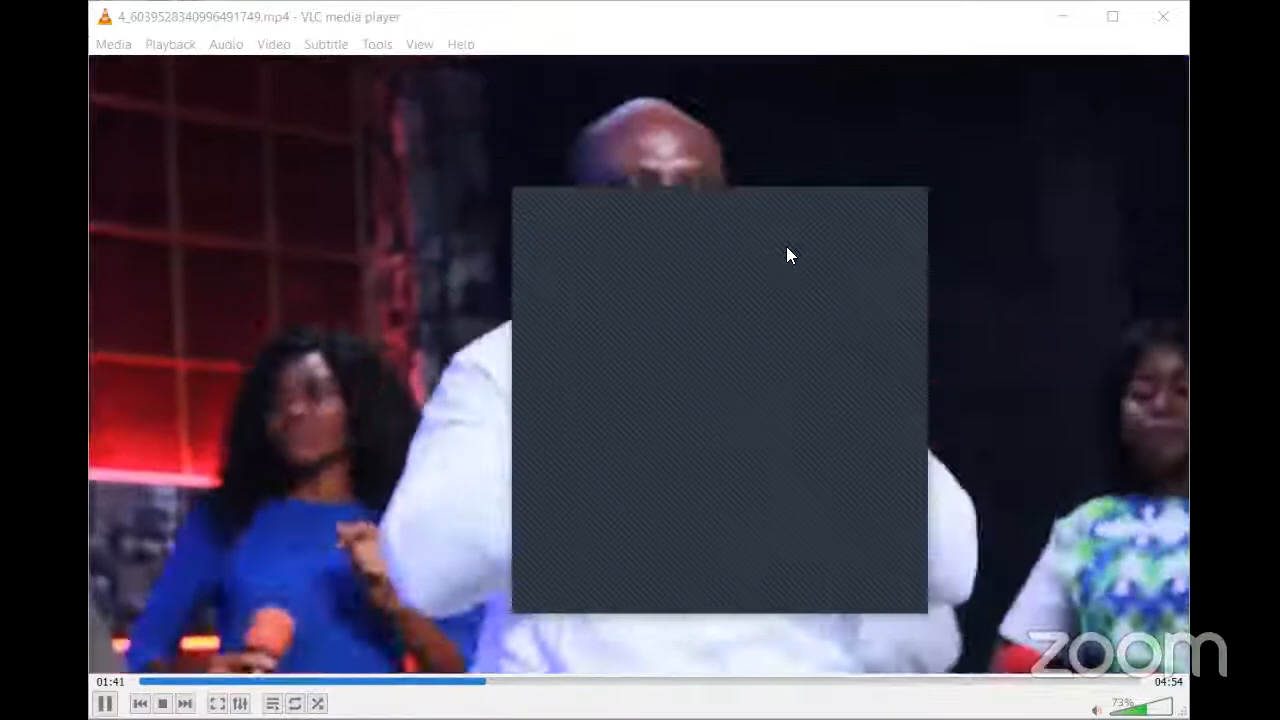 4_6039528340996491749.mp4 - VLC media player
Media Playback Audio Video Subtitle Tools View Help
01:41
04:54
73%
zoom